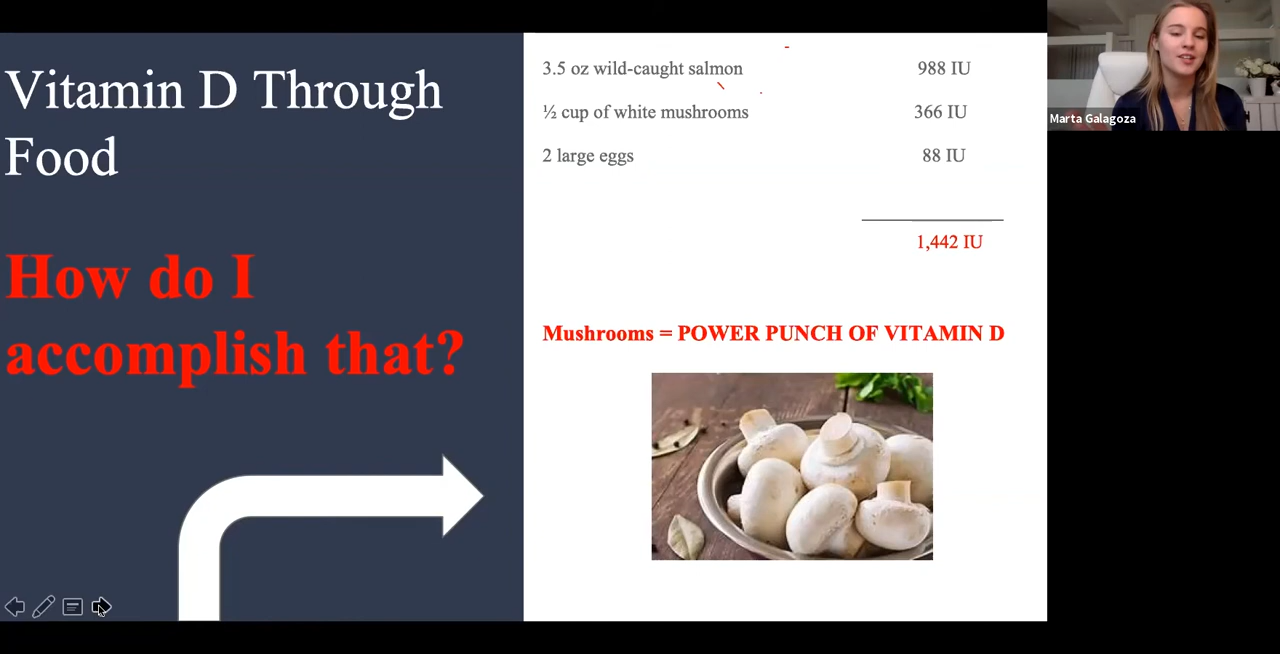 Vitamin D Through
Food
How do I
accomplish that?
3.5 oz wild-caught salmon 988 IU
½ cup of white mushrooms 366 IU
2 large eggs 88 IU
1,442 IU
Mushrooms = POWER PUNCH OF VITAMIN D
Marta Galagoza